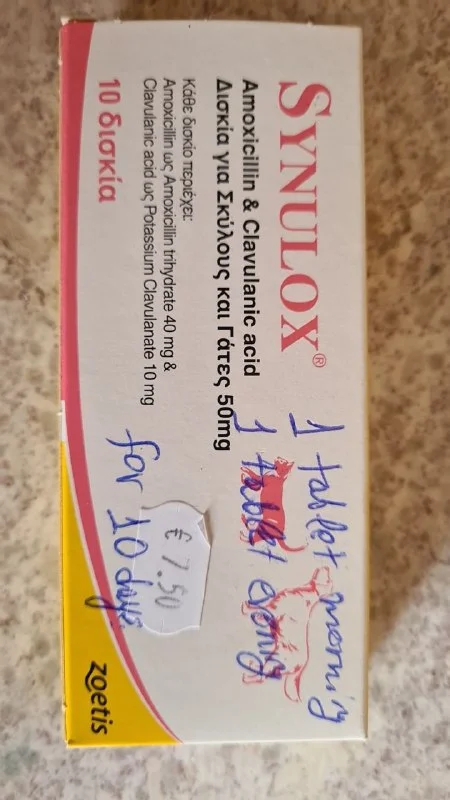 SYNULOX®
Amoxicillin & Clavulanic acid
Δισκία για Σκύλους και Γάτες 50mg
Κάθε δισκίο περιέχει:
Amoxicillin ως Amoxicillin trihydrate 40 mg &
Clavulanic acid ως Potassium Clavulanate 10 mg
10 δισκία
1 tablet morning
1 tablet evening
for 10 days
€ 7.50
zoetis